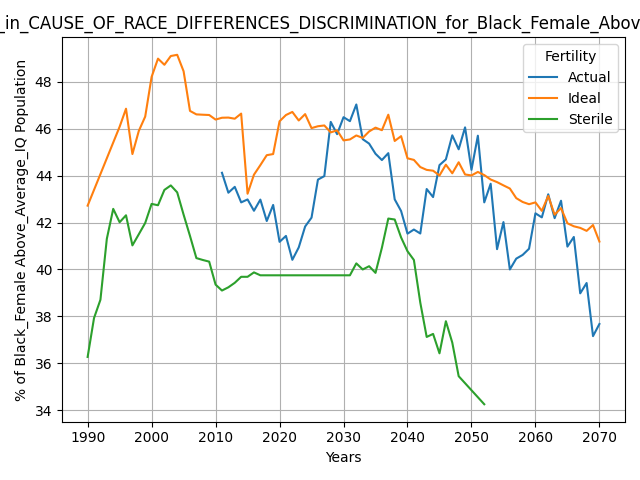 _in_CAUSE_OF_RACE_DIFFERENCES_DISCRIMINATION_for_Black_Female_Abov
% of Black_Female Above_Average_IQ Population
48
46
44
42
40
38
36
34
Fertility
Actual
Ideal
Sterile
1990 2000 2010 2020 2030 2040 2050 2060 2070
Years